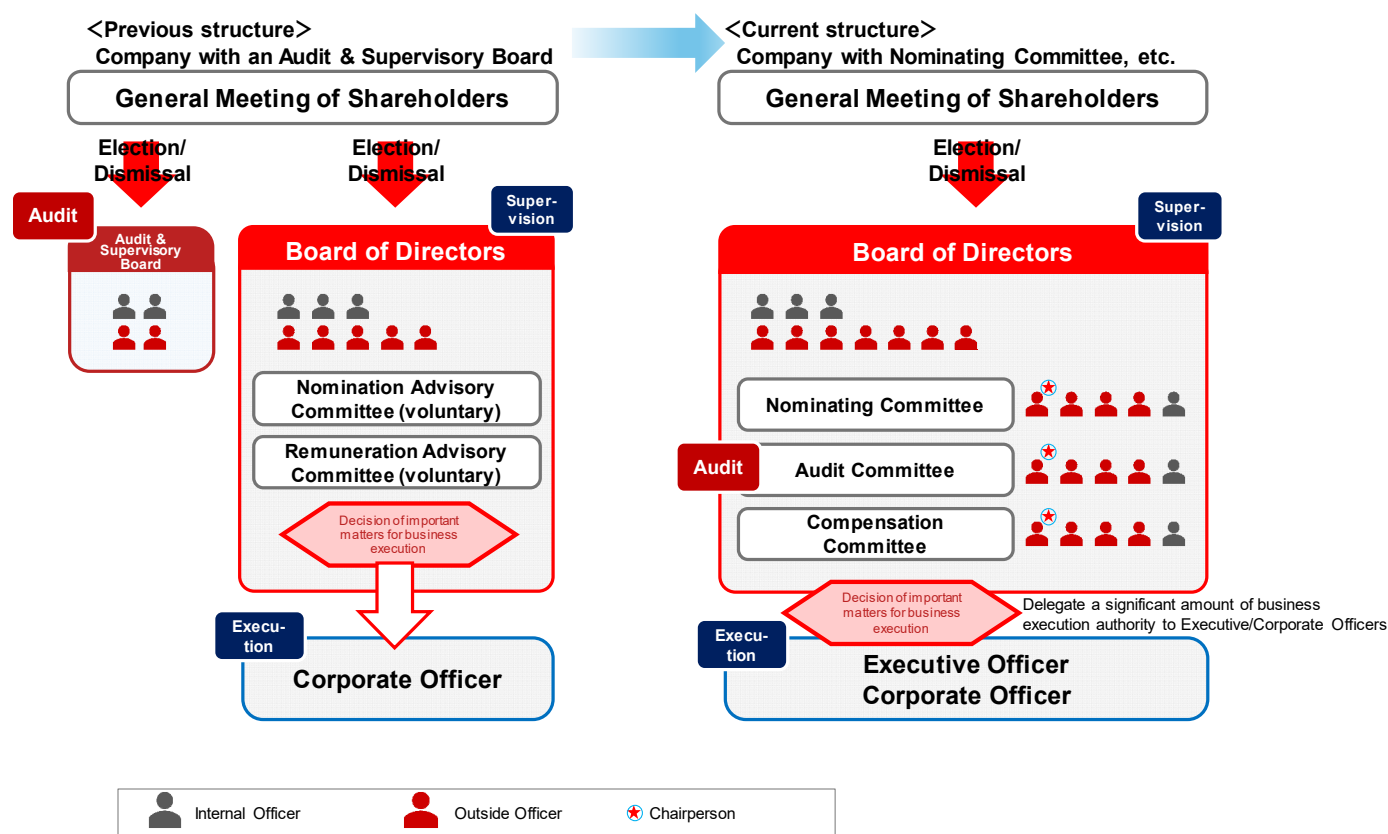 <Previous structure>
Company with an Audit & Supervisory Board
General Meeting of Shareholders
Election/
Dismissal
Election/
Dismissal
Audit
Audit &
Supervisory
Board
Super-
vision
Board of Directors
Nomination Advisory
Committee (voluntary)
Remuneration Advisory
Committee (voluntary)
Decision of important
matters for business
execution
Execu-
tion
Corporate Officer
<Current structure>
Company with Nominating Committee, etc.
General Meeting of Shareholders
Election/
Dismissal
Super-
vision
Board of Directors
Nominating Committee
Audit
Audit Committee
Compensation
Committee
Decision of important
matters for business
execution
Delegate a significant amount of business
execution authority to Executive/Corporate Officers
Execu-
tion
Executive Officer
Corporate Officer
Internal Officer
Outside Officer
Chairperson